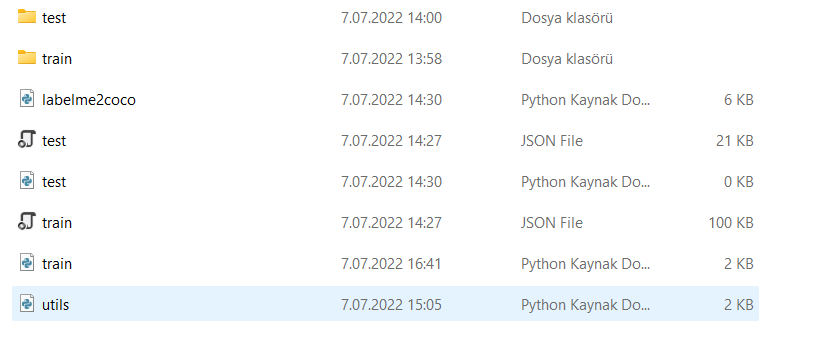 test 7.07.2022 14:00 Dosya klasörü
train 7.07.2022 13:58 Dosya klasörü
labelme2coco 7.07.2022 14:30 Python Kaynak Do... 6 KB
test 7.07.2022 14:27 JSON File 21 KB
test 7.07.2022 14:30 Python Kaynak Do... 0 KB
train 7.07.2022 14:27 JSON File 100 KB
train 7.07.2022 16:41 Python Kaynak Do... 2 KB
utils 7.07.2022 15:05 Python Kaynak Do... 2 KB